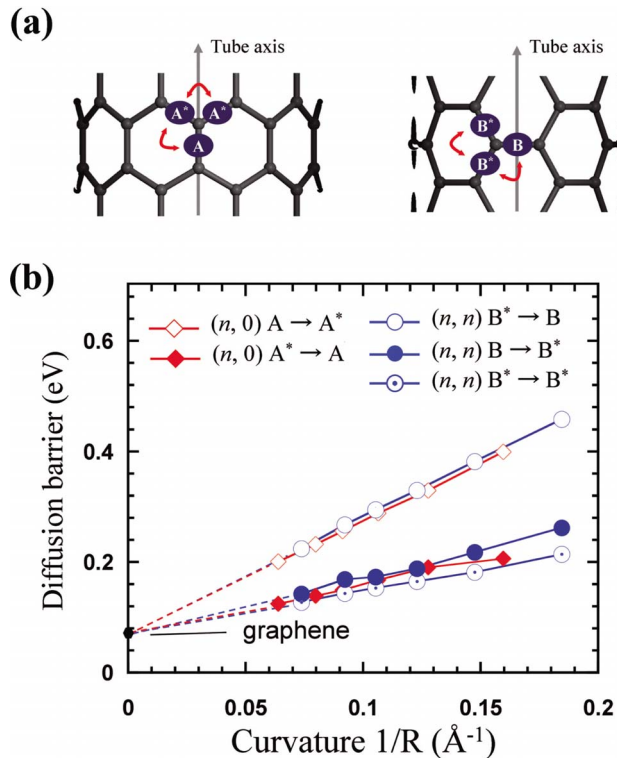 (a)
Tube axis
Tube axis
A* A*
A
B*
B
B*
(b)
Diffusion barrier (eV)
0.6
0.4
0.2
0
(n, 0) A → A*
(n, 0) A* → A
(n, n) B* → B
(n, n) B → B*
(n, n) B* → B*
graphene
0 0.05 0.1 0.15 0.2
Curvature 1/R (Å-1)